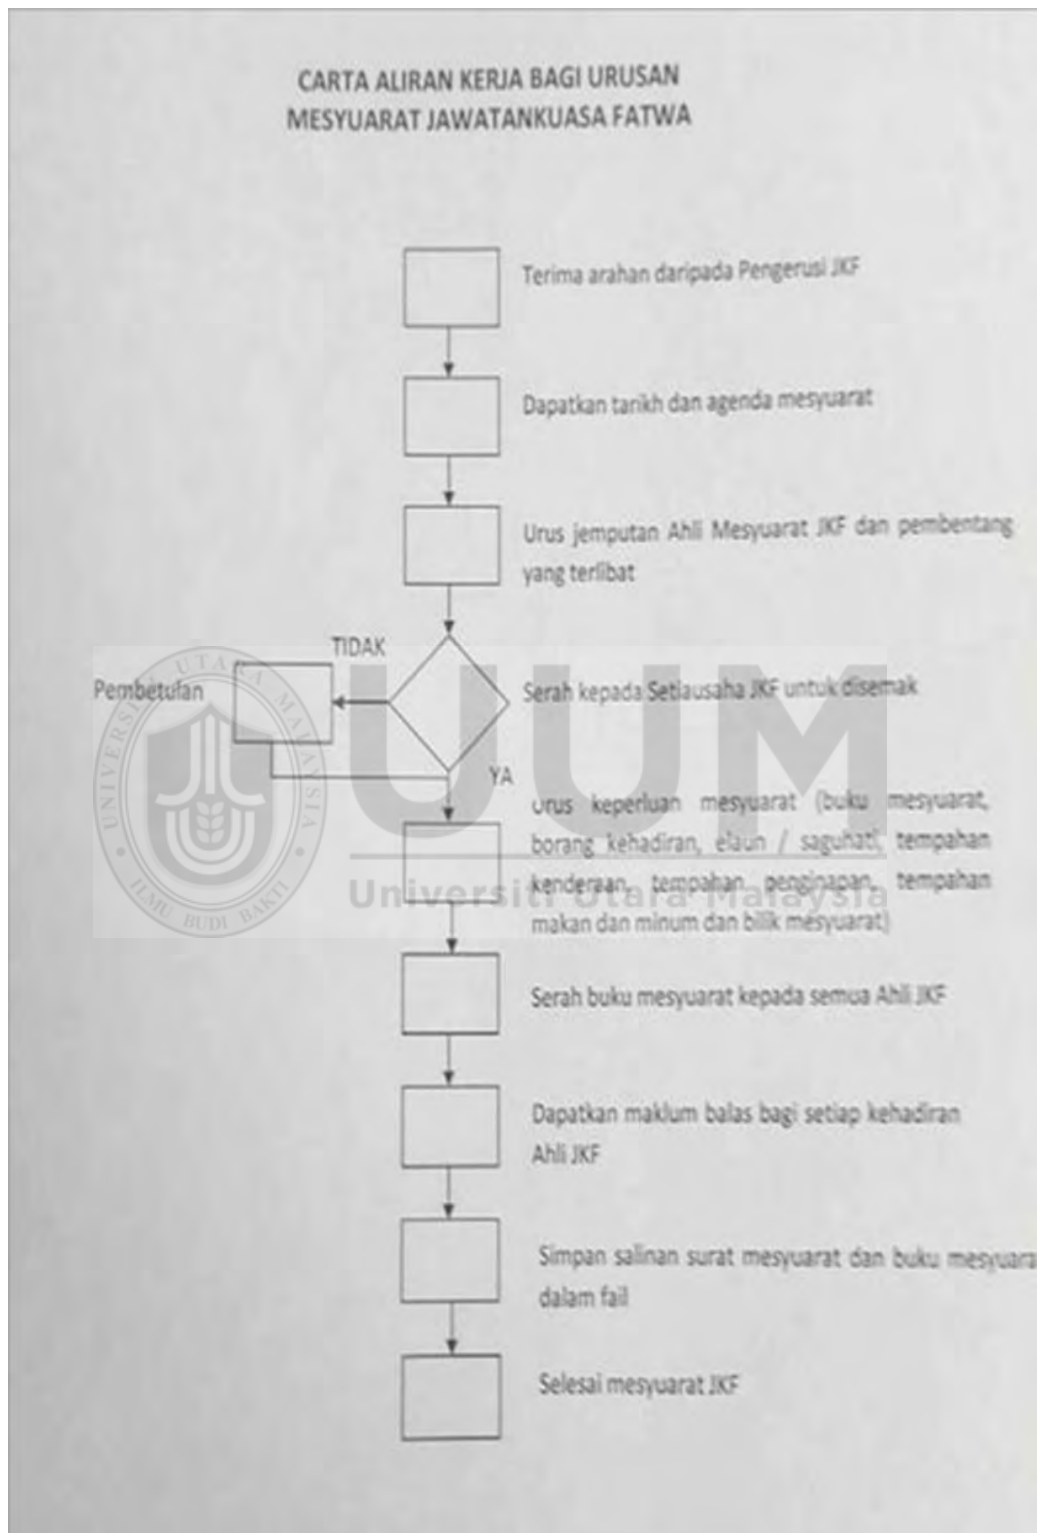 CARTA ALIRAN KERJA BAGI URUSAN
MESYUARAT JAWATANKUASA FATWA
Terima arahan daripada Pengerusi JKF
Dapatkan tarikh dan agenda mesyuarat
Urus jemputan Ahli Mesyuarat JKF dan pembentang
yang terlibat
TIDAK
Pembetulan
Serah kepada Setiausaha JKF untuk disemak
YA
Urus keperluan mesyuarat (buku mesyuarat,
borang kehadiran, elaun / saguhati, tempahan
kenderaan, tempahan penginapan, tempahan
makan dan minum dan bilik mesyuarat)
Serah buku mesyuarat kepada semua Ahli JKF
Dapatkan maklum balas bagi setiap kehadiran
Ahli JKF
Simpan salinan surat mesyuarat dan buku mesyuara
dalam fail
Selesai mesyuarat JKF
UNIVERSITI UTARA MALAYSIA
ILMU BUDI BAKTI
UUM
Universiti Utara Malaysia